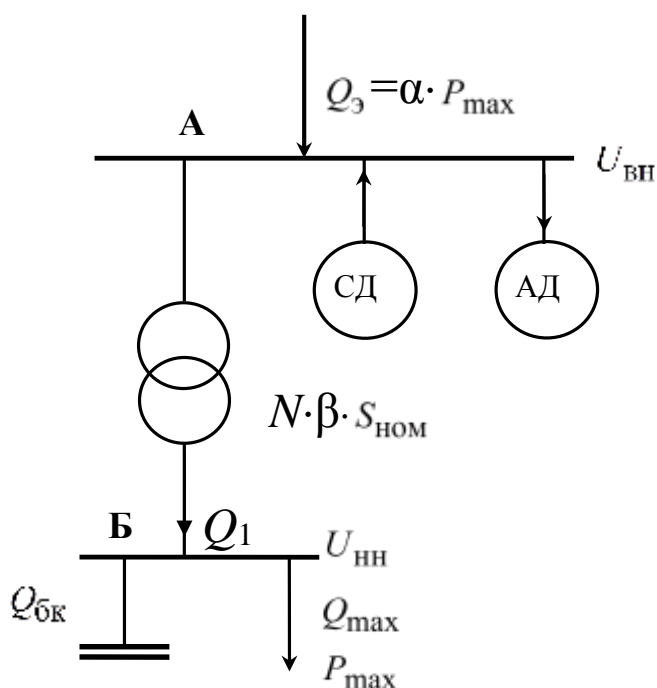 Qэ=α· Pmax
А
Uвн
СД
АД
N·β· Sном
Б
Q1
Uнн
Qбк
Qmax
Pmax